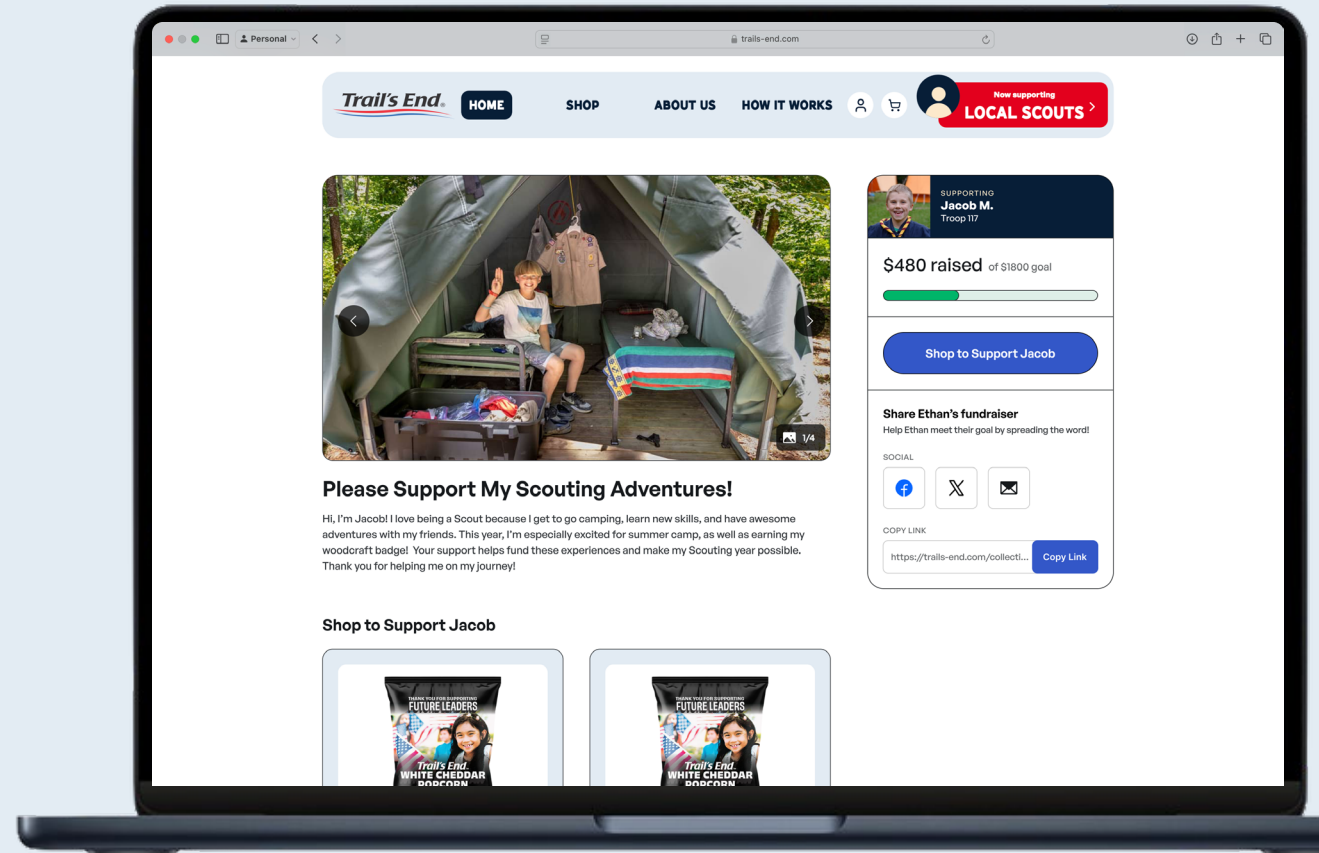 Personal
trails-end.com
Trail's End®
HOME
SHOP
ABOUT US
HOW IT WORKS
Now supporting
LOCAL SCOUTS
SUPPORTING
Jacob M.
Troop 117
$480 raised of $1800 goal
Shop to Support Jacob
Share Ethan's fundraiser
Help Ethan meet their goal by spreading the word!
SOCIAL
COPY LINK
https://trails-end.com/collecti...
Copy Link
1/4
Please Support My Scouting Adventures!
Hi, I'm Jacob! I love being a Scout because I get to go camping, learn new skills, and have awesome
adventures with my friends. This year, I'm especially excited for summer camp, as well as earning my
woodcraft badge! Your support helps fund these experiences and make my Scouting year possible.
Thank you for helping me on my journey!
Shop to Support Jacob
THANK YOU FOR SUPPORTING
FUTURE LEADERS
Trail's End
WHITE CHEDDAR
POPCORN
THANK YOU FOR SUPPORTING
FUTURE LEADERS
Trail's End
WHITE CHEDDAR
POPCORN